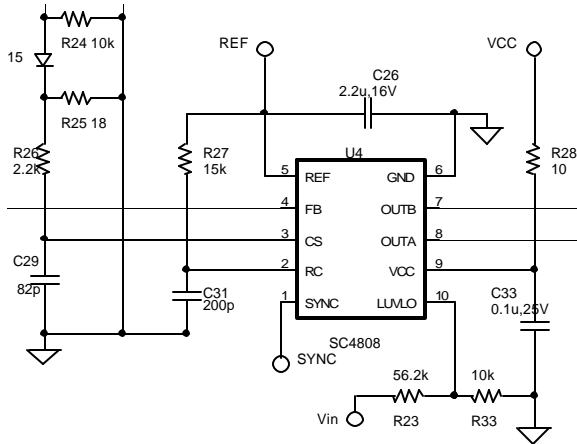 R24 10k
15
R25 18
R26
2.2k
C29
82p
R27
15k
C31
200p
REF
C26
2.2u,16V
VCC
R28
10
U4
5 REF GND 6
4 FB OUTB 7
3 CS OUTA 8
2 RC VCC 9
1 SYNC LUVLO 10
SC4808
SYNC
C33
0.1u,25V
56.2k
R23
10k
R33
Vin